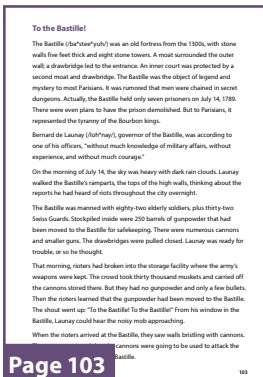 To the Bastille!
The Bastille (/ba*stee*yuh/) was an old fortress from the 1300s, with stone
walls five feet thick and eight stone towers. A moat surrounded the outer
wall; a drawbridge led to the entrance. An inner court was protected by a
second moat and drawbridge. The Bastille was the object of legend and
mystery to most Parisians. It was rumored that men were chained in secret
dungeons. Actually, the Bastille held only seven prisoners on July 14, 1789.
There were even plans to have the prison demolished. But to Parisians, it
represented the tyranny of the Bourbon kings.
Bernard de Launay (/loh*nay/), governor of the Bastille, was according to
one of his officers, “without much knowledge of military affairs, without
experience, and without much courage.”
On the morning of July 14, the sky was heavy with dark rain clouds. Launay
walked the Bastille’s ramparts, the tops of the high walls, thinking about the
reports he had heard of riots throughout the city overnight.
The Bastille was manned with eighty-two elderly soldiers, plus thirty-two
Swiss Guards. Stockpiled inside were 250 barrels of gunpowder that had
been moved to the Bastille for safekeeping. There were numerous cannons
and smaller guns. The drawbridges were pulled closed. Launay was ready for
trouble, or so he thought.
That morning, rioters had broken into the storage facility where the army’s
weapons were kept. The crowd took thirty thousand muskets and carried off
the cannons stored there. But they had no gunpowder and only a few bullets.
Then the rioters learned that the gunpowder had been moved to the Bastille.
The shout went up: “To the Bastille! To the Bastille!” From his window in the
Bastille, Launay could hear the noisy mob approaching.
When the rioters arrived at the Bastille, they saw walls bristling with cannons.
cannons were going to be used to attack the
Bastille.
Page 103
103